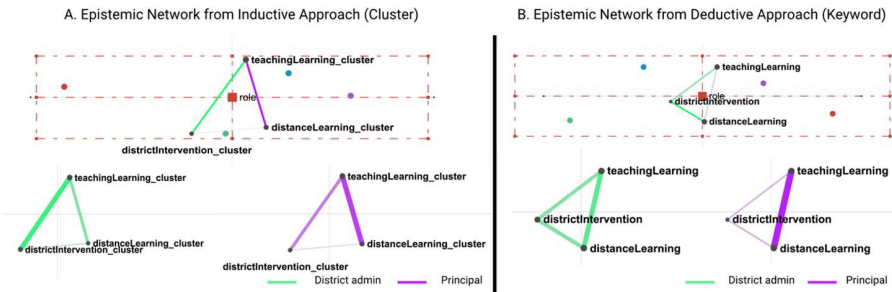 A. Epistemic Network from Inductive Approach (Cluster)
teachingLearning_cluster
role
distanceLearning_cluster
districtIntervention_cluster
teachingLearning_cluster
distanceLearning_cluster
districtIntervention_cluster
teachingLearning_cluster
distanceLearning_cluster
districtIntervention_cluster
District admin
Principal
B. Epistemic Network from Deductive Approach (Keyword)
teachingLearning
role
districtIntervention
distanceLearning
teachingLearning
districtIntervention
distanceLearning
teachingLearning
districtIntervention
distanceLearning
District admin
Principal